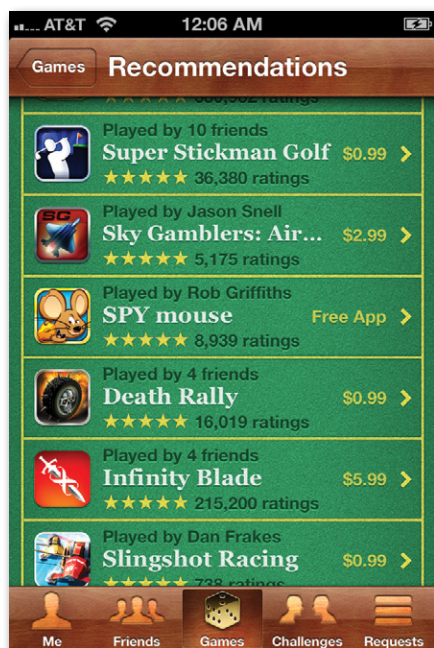 AT&T 12:06 AM
Games Recommendations
Played by 10 friends
Super Stickman Golf $0.99
36,380 ratings
SG
Played by Jason Snell
Sky Gamblers: Air... $2.99
5,175 ratings
Played by Rob Griffiths
SPY mouse Free App
8,939 ratings
Played by 4 friends
Death Rally $0.99
16,019 ratings
Played by 4 friends
Infinity Blade $5.99
215,200 ratings
Played by Dan Frakes
Slingshot Racing $0.99
738 ratings
Me Friends Games Challenges Requests